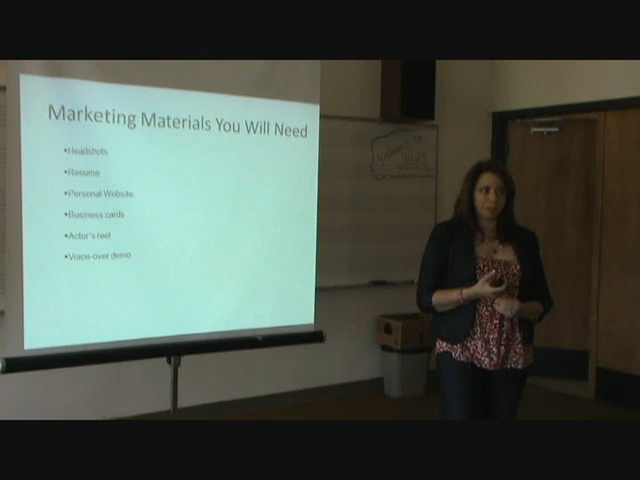 Marketing Materials You Will Need
•Headshots
•Resume
•Personal Website
•Business cards
•Actor's reel
•Voice-over demo